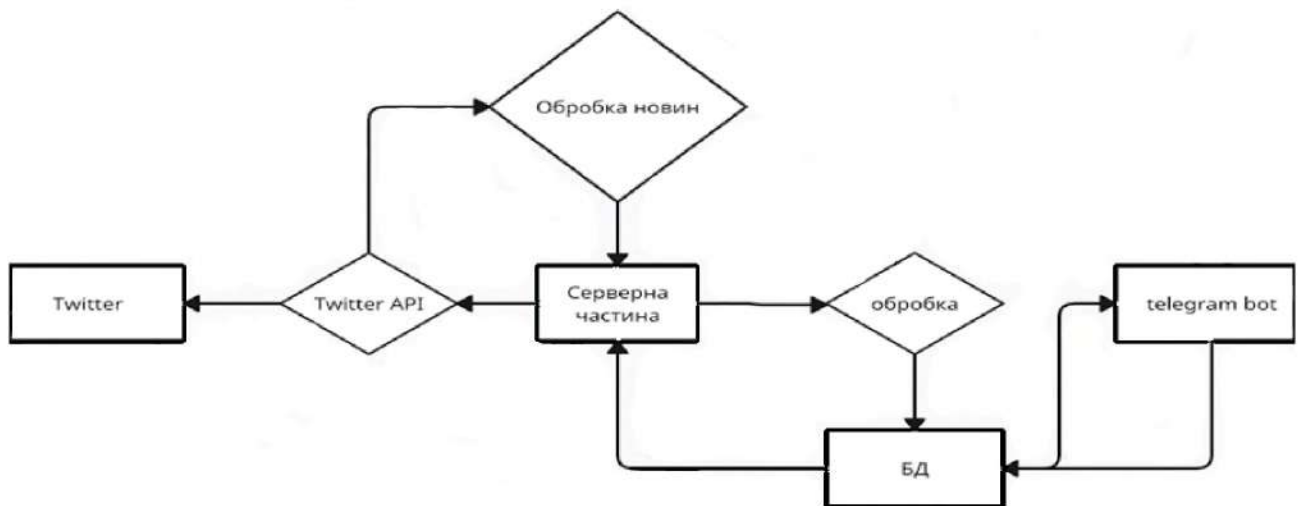 Обробка новин
Twitter
Twitter API
Серверна
частина
обробка
telegram bot
БД